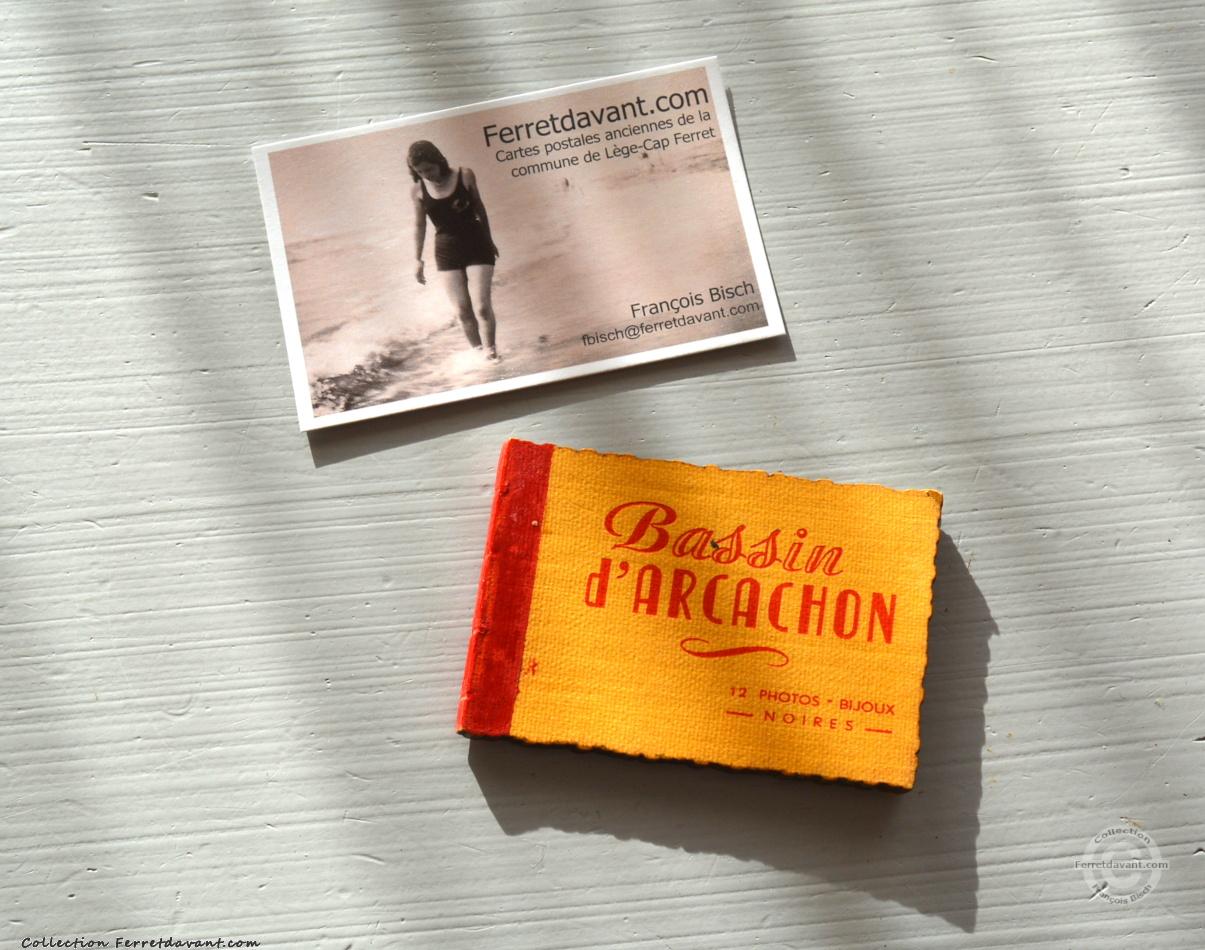 Ferretdavant.com
Cartes postales anciennes de la
commune de Lège-Cap Ferret
François Bisch
fbisch@ferretdavant.com
Bassin
d'ARCACHON
12 PHOTOS - BIJOUX
NOIRES
Collection
Ferretdavant.com
François Bisch
Collection Ferretdavant.com